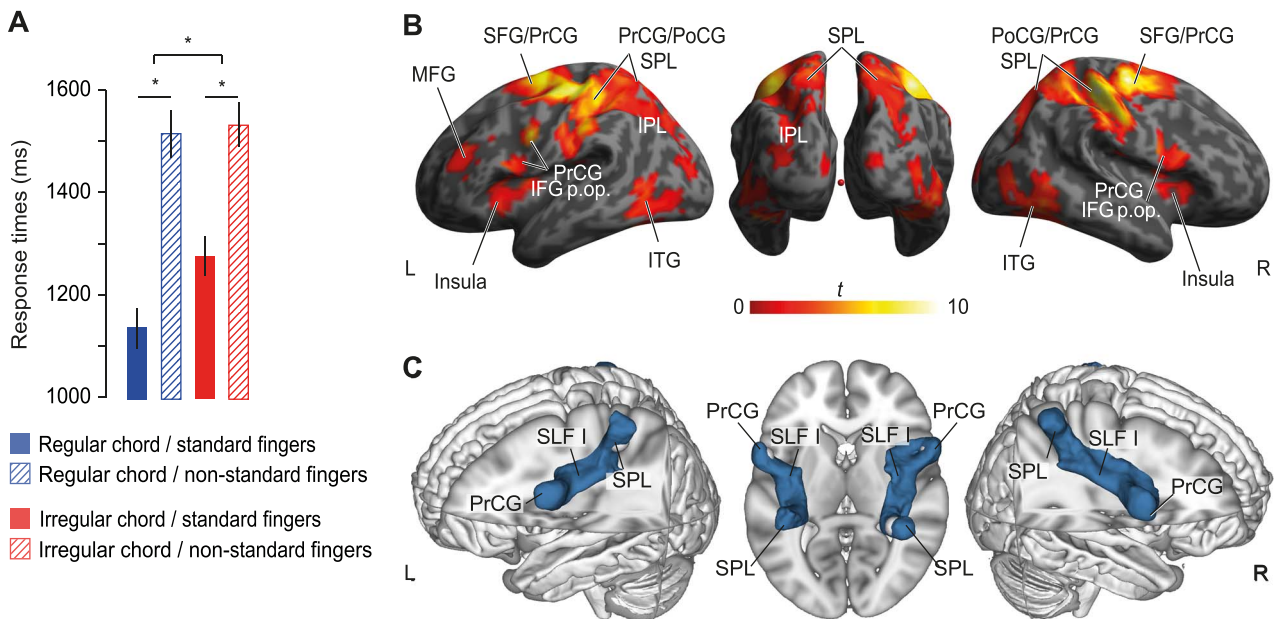 A
*
*
*
1600
1400
1200
1000
Response times (ms)
Regular chord / standard fingers
Regular chord / non-standard fingers
Irregular chord / standard fingers
Irregular chord / non-standard fingers
B
SFG/PrCG
PrCG/PoCG
SPL
MFG
IPL
PrCG
IFG p.op.
Insula
ITG
L
SPL
IPL
PoCG/PrCG
SPL
SFG/PrCG
PrCG
IFG p.op.
ITG
Insula
R
0
t
10
C
SLF I
SPL
PrCG
L
PrCG
SLF I
SLF I
PrCG
SPL
SPL
SLF I
SPL
PrCG
R